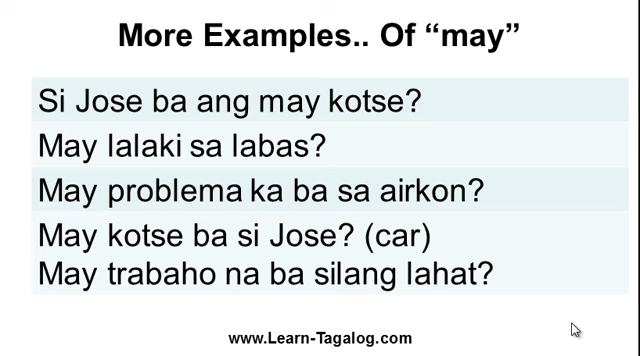 More Examples.. Of “may”
Si Jose ba ang may kotse?
May lalaki sa labas?
May problema ka ba sa airkon?
May kotse ba si Jose? (car)
May trabaho na ba silang lahat?
www.Learn-Tagalog.com